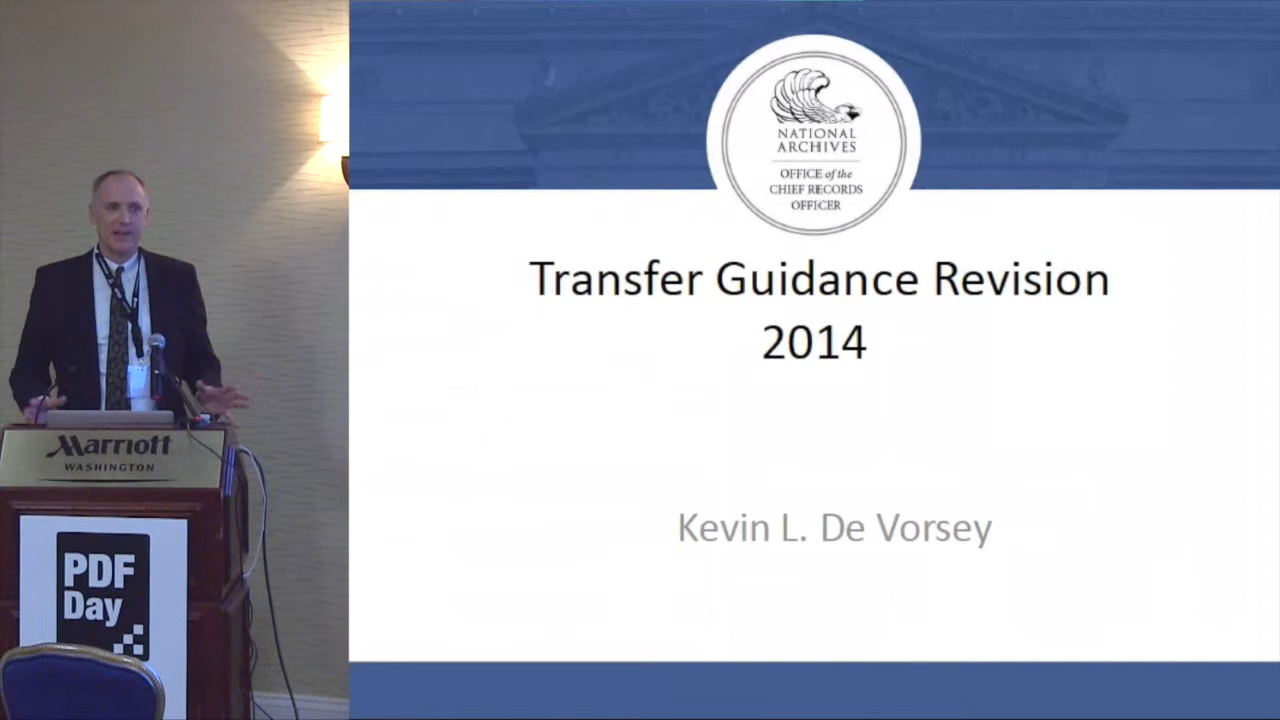 NATIONAL
ARCHIVES
OFFICE of the
CHIEF RECORDS
OFFICER
Transfer Guidance Revision
2014
Kevin L. De Vorsey
Marriott
WASHINGTON
PDF
Day